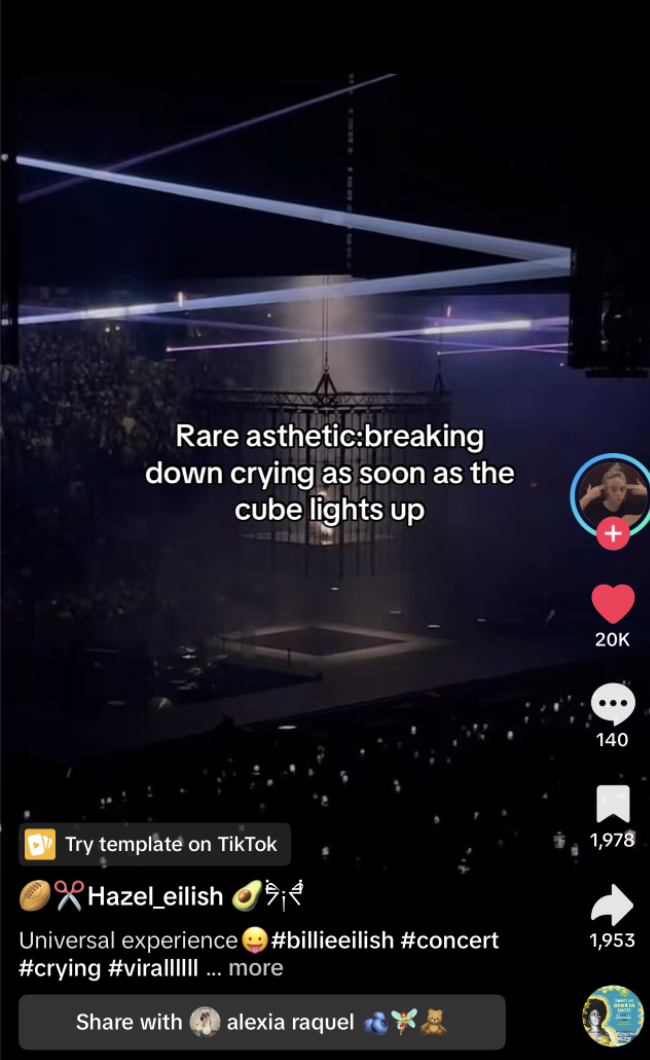 Rare asthetic:breaking
down crying as soon as the
cube lights up
20K
140
1,978
1,953
Try template on TikTok
🏈✂️Hazel_eilish 🥑
Universal experience😛#billieeilish #concert
#crying #viralllllll ... more
Share with alexia raquel 🫐🧚🧸